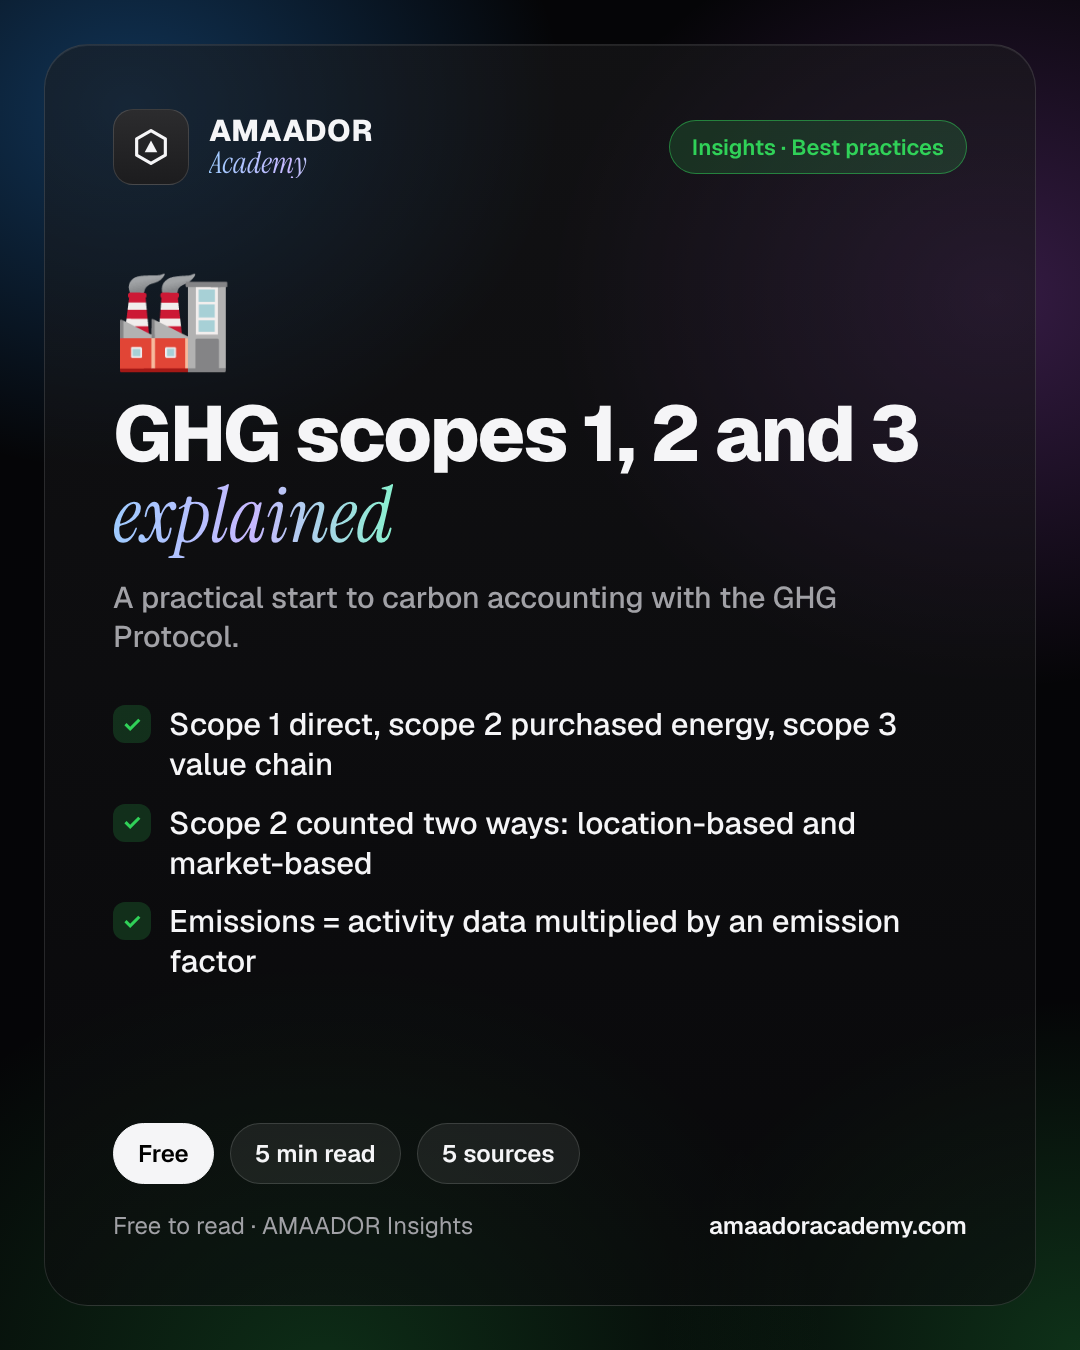 AMAADOR
Academy
Insights · Best practices
GHG scopes 1, 2 and 3
explained
A practical start to carbon accounting with the GHG
Protocol.
Scope 1 direct, scope 2 purchased energy, scope 3
value chain
Scope 2 counted two ways: location-based and
market-based
Emissions = activity data multiplied by an emission
factor
Free
5 min read
5 sources
Free to read · AMAADOR Insights
amaadoracademy.com